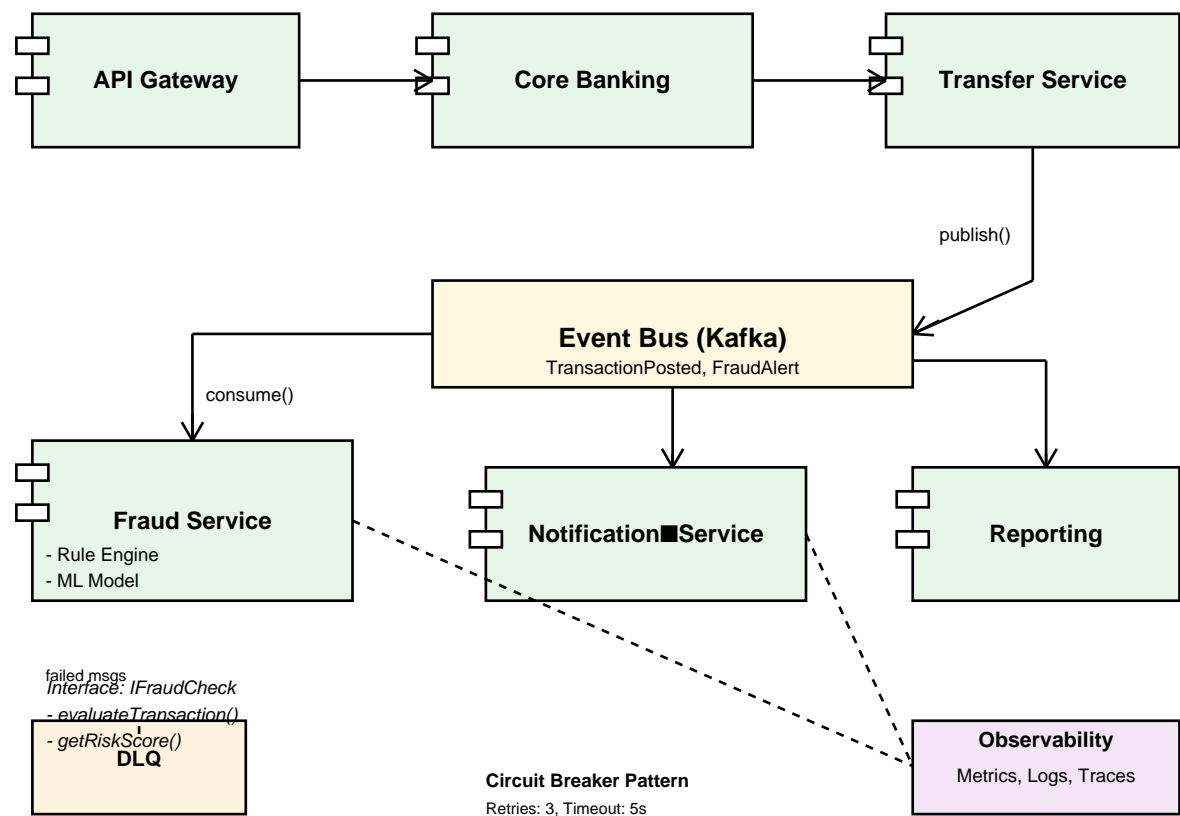 API Gateway
Core Banking
Transfer Service
publish()
Event Bus (Kafka)
TransactionPosted, FraudAlert
consume()
Fraud Service
- Rule Engine
- ML Model
Notification■Service
Reporting
failed msgs
Interface: IFraudCheck
- evaluateTransaction()
- getRiskScore()
DLQ
Observability
Metrics, Logs, Traces
Circuit Breaker Pattern
Retries: 3, Timeout: 5s